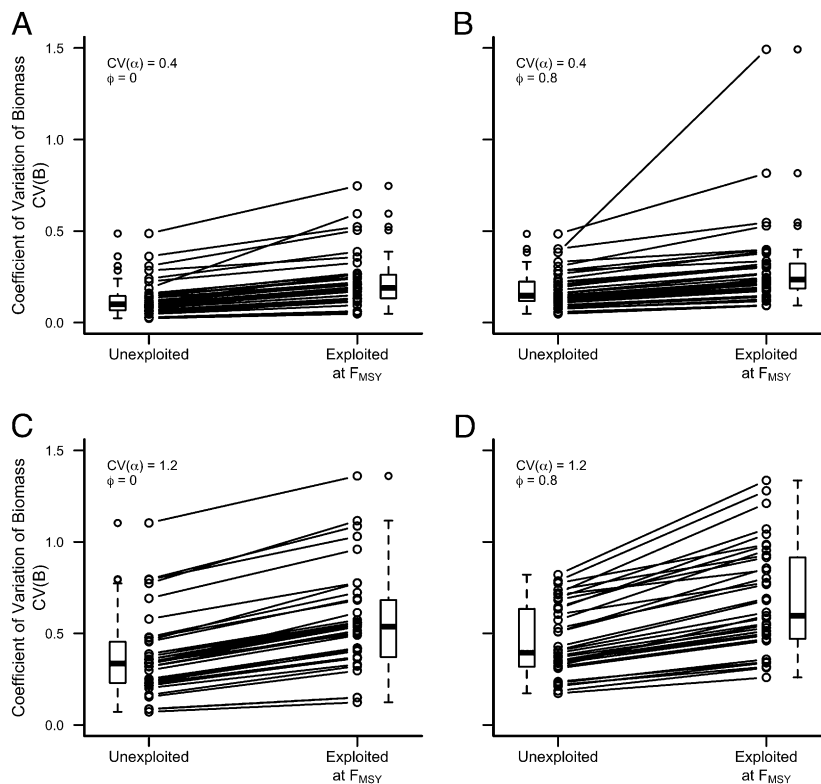 A
Coefficient of Variation of Biomass
CV(B)
1.5
1.0
0.5
0.0
CV(α) = 0.4
ϕ = 0
Unexploited
Exploited
at FMSY
B
CV(α) = 0.4
ϕ = 0.8
Unexploited
Exploited
at FMSY
C
Coefficient of Variation of Biomass
CV(B)
1.5
1.0
0.5
0.0
CV(α) = 1.2
ϕ = 0
Unexploited
Exploited
at FMSY
D
CV(α) = 1.2
ϕ = 0.8
Unexploited
Exploited
at FMSY